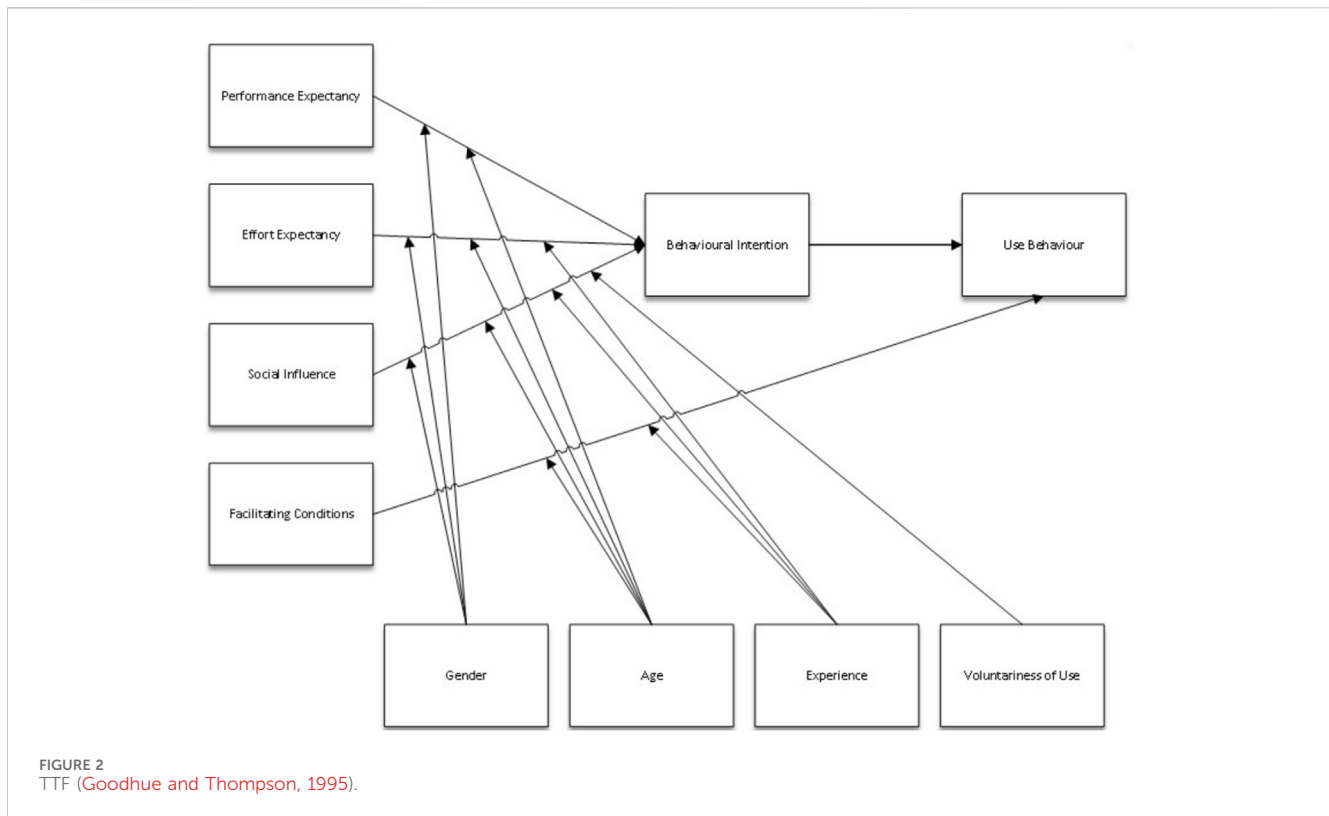 Performance Expectancy
Effort Expectancy
Behavioural Intention
Use Behaviour
Social Influence
Facilitating Conditions
Gender
Age
Experience
Voluntariness of Use
FIGURE 2
TTF (Goodhue and Thompson, 1995).